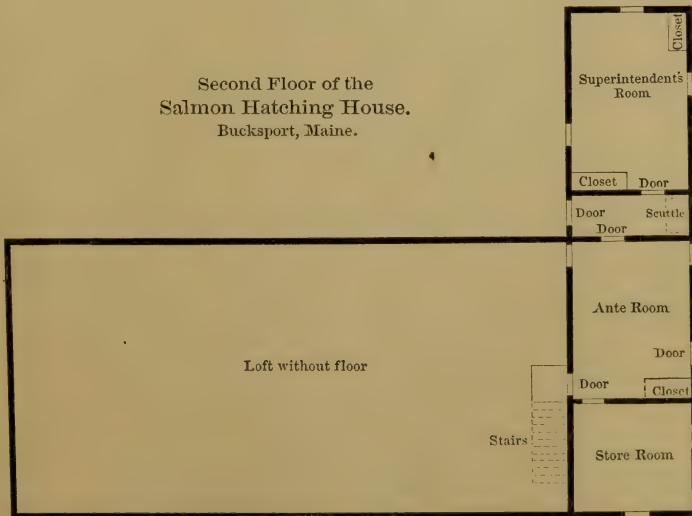 Second Floor of the
Salmon Hatching House.
Bucksport, Maine.
Closet
Superintendent's
Room
Closet Door
Door Scuttle
Door
Ante Room
Loft without floor
Door
Door
Closet
Stairs
Store Room